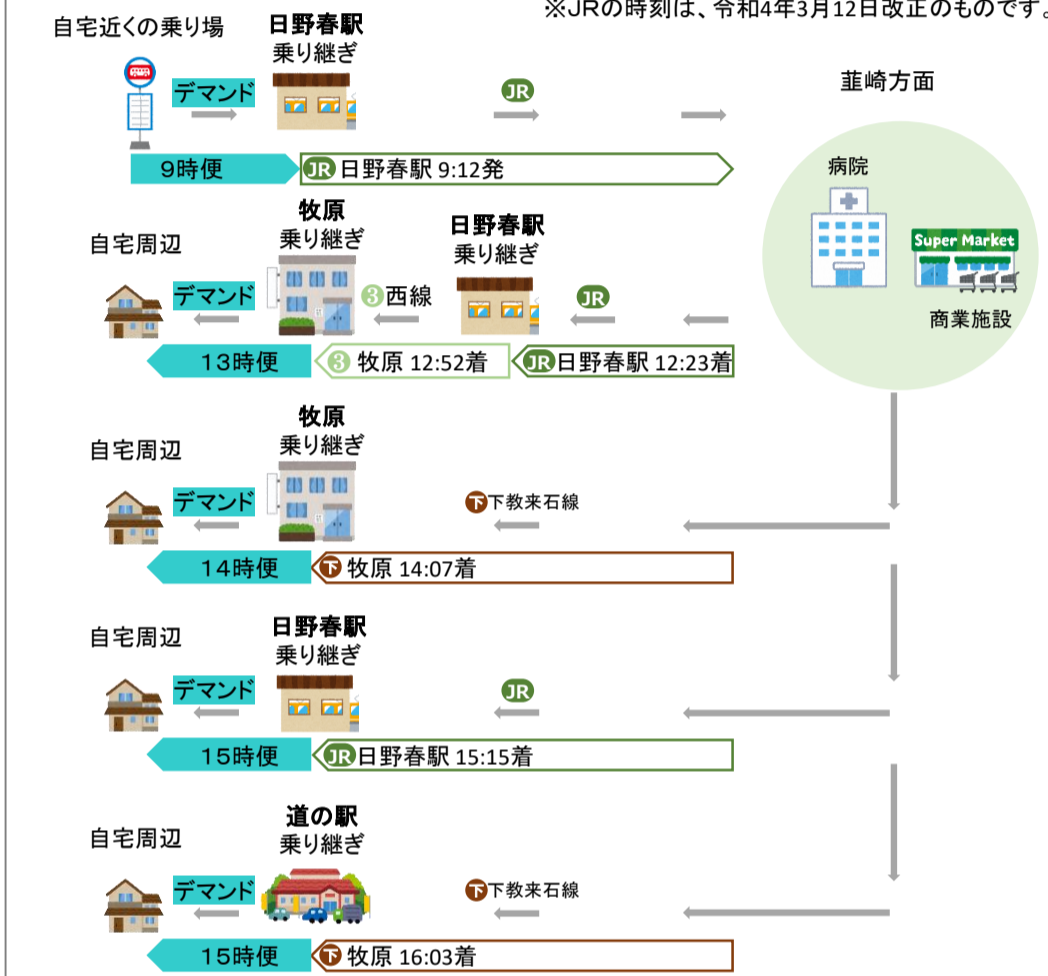 ※JRの時刻は、令和4年3月12日改正のものです。
自宅近くの乗り場
日野春駅
乗り継ぎ
デマンド
JR
韮崎方面
9時便
JR 日野春駅 9:12発
病院
Super Market
商業施設
自宅周辺
牧原
乗り継ぎ
日野春駅
乗り継ぎ
デマンド
3 西線
JR
13時便
3 牧原 12:52着
JR 日野春駅 12:23着
自宅周辺
牧原
乗り継ぎ
デマンド
下 下教来石線
14時便
下 牧原 14:07着
自宅周辺
日野春駅
乗り継ぎ
デマンド
JR
15時便
JR 日野春駅 15:15着
自宅周辺
道の駅
乗り継ぎ
デマンド
下 下教来石線
15時便
下 牧原 16:03着